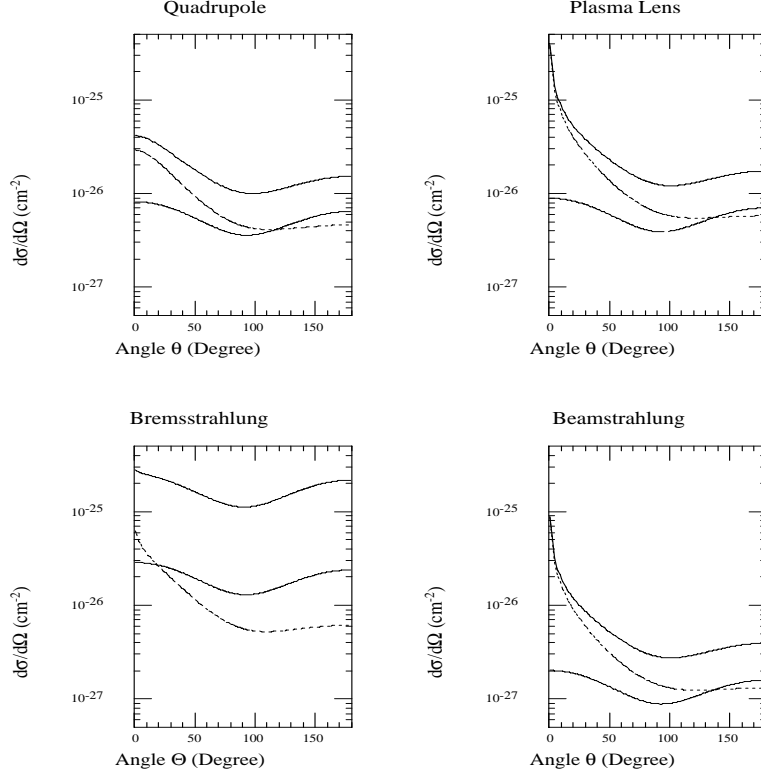 Quadrupole
dσ/dΩ (cm-2)
10-25
10-26
10-27
0 50 100 150
Angle θ (Degree)
Plasma Lens
dσ/dΩ (cm-2)
10-25
10-26
10-27
0 50 100 150
Angle θ (Degree)
Bremsstrahlung
dσ/dΩ (cm-2)
10-25
10-26
10-27
0 50 100 150
Angle Θ (Degree)
Beamstrahlung
dσ/dΩ (cm-2)
10-25
10-26
10-27
0 50 100 150
Angle θ (Degree)